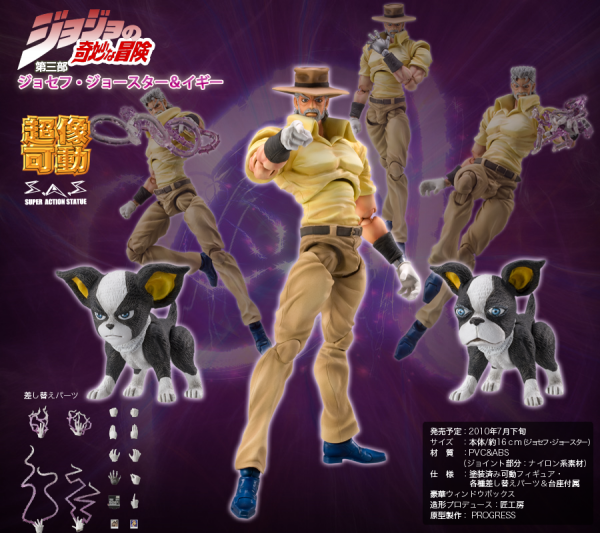 ジョジョの
奇妙な冒険
第三部
ジョセフ・ジョースター&イギー
超像
可動
S.A.S
SUPER ACTION STATUE
差し替えパーツ
発売予定:2010年7月下旬
サイズ :本体/約16cm(ジョセフ・ジョースター)
材 質 :PVC&ABS
(ジョイント部分:ナイロン系素材)
仕 様 :塗装済み可動フィギュア・
各種差し替えパーツ&台座付属
豪華ウィンドウボックス
造形プロデュース:匠工房
原型製作: PROGRESS